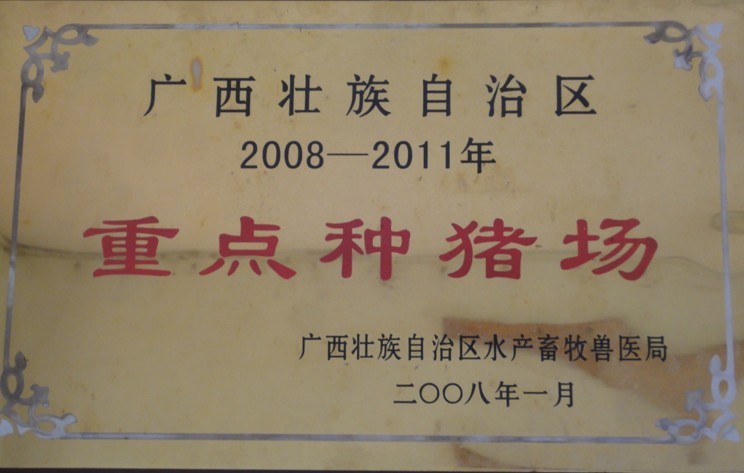 广西壮族自治区
2008—2011年
重点种猪场
广西壮族自治区水产畜牧兽医局
二〇〇八年一月